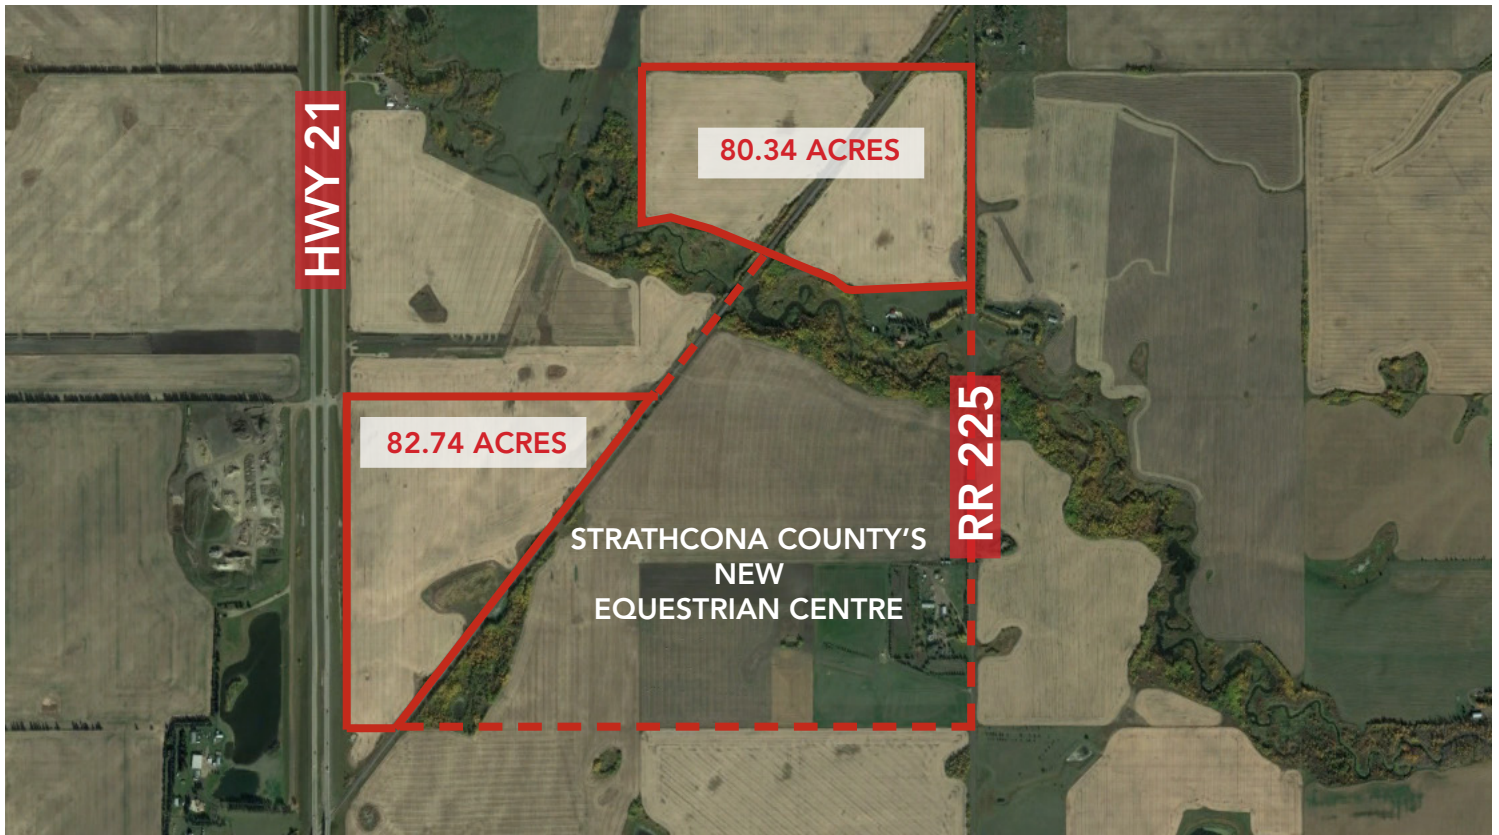 HWY 21
80.34 ACRES
82.74 ACRES
RR 225
STRATHCONA COUNTY'S
NEW
EQUESTRIAN CENTRE